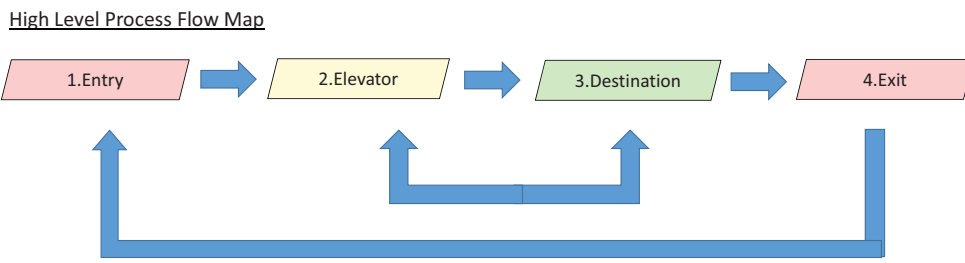 High Level Process Flow Map
1.Entry
2.Elevator
3.Destination
4.Exit